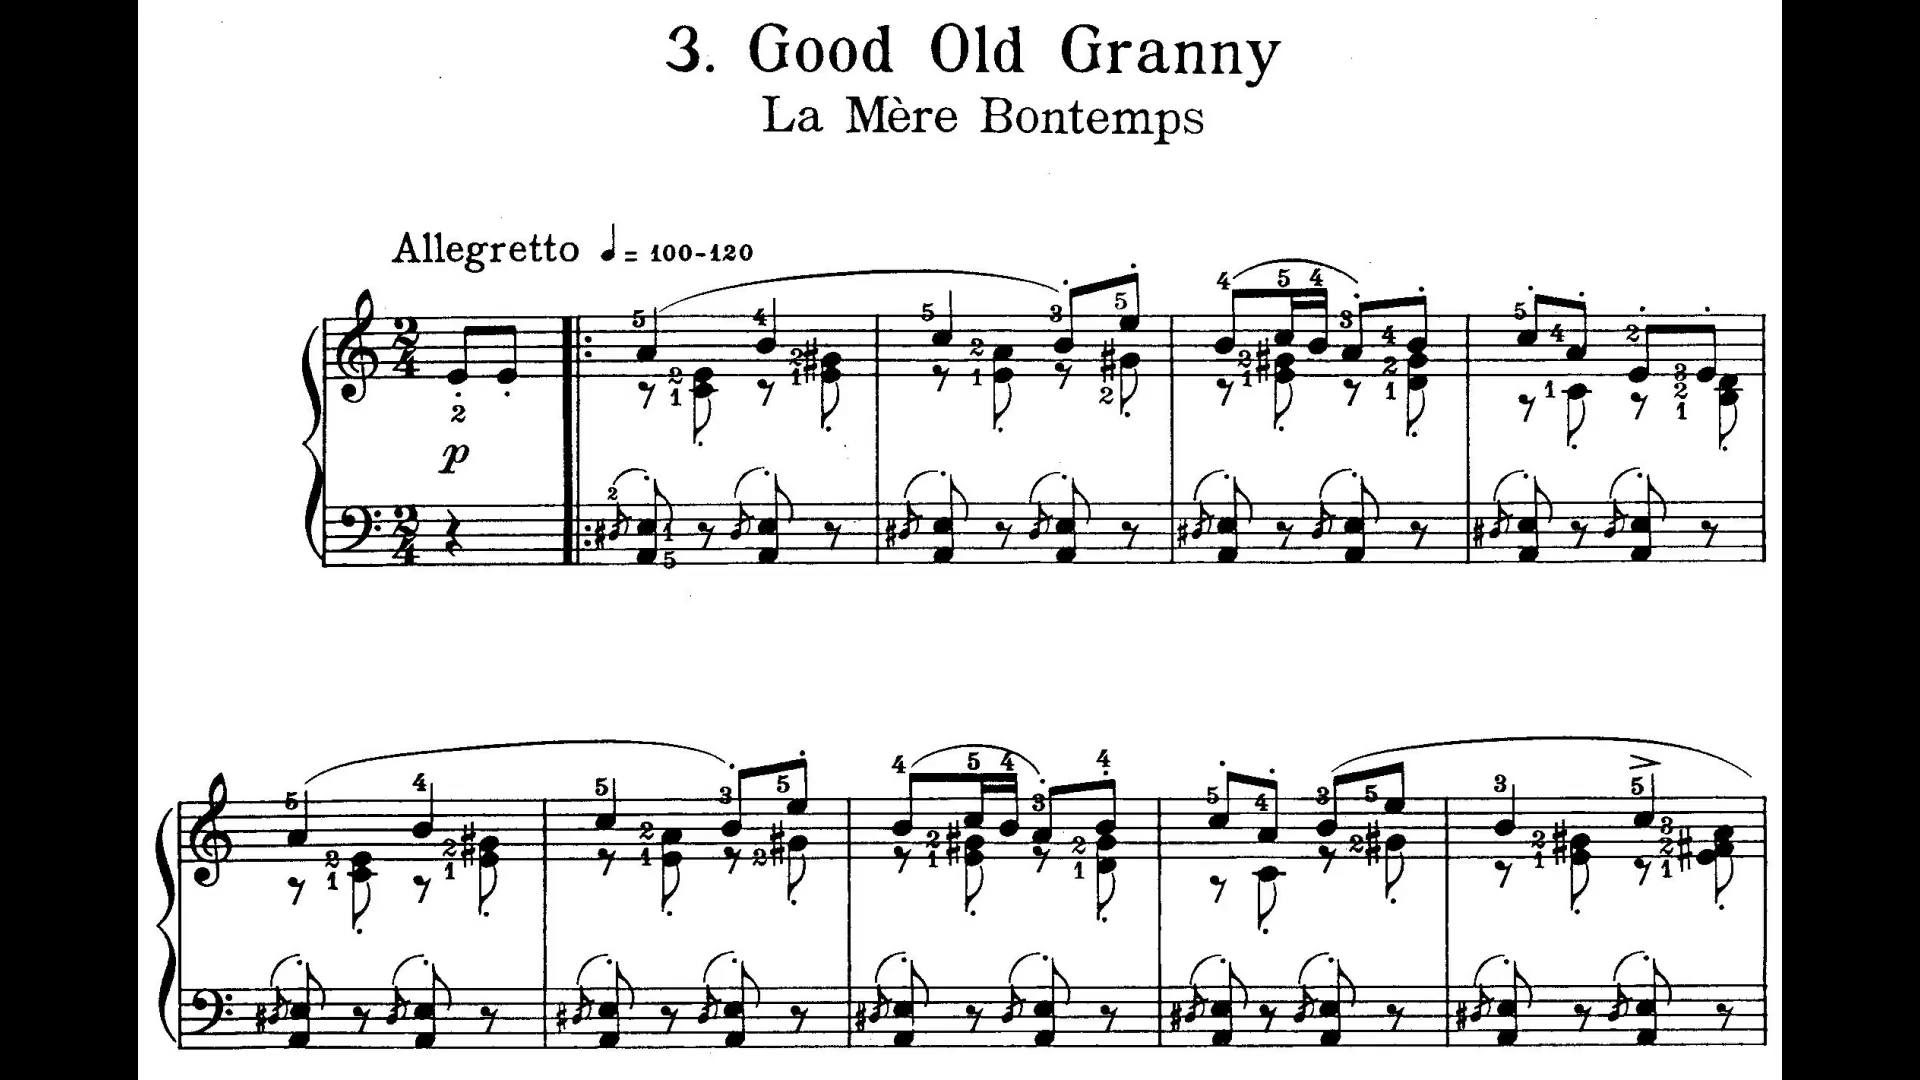 3. Good Old Granny
La Mère Bontemps
Allegretto ♩= 100-120
p